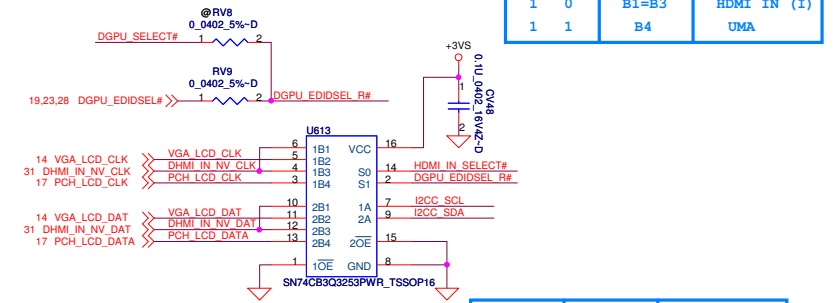 1 0 B1=B3 HDMI IN (I)
1 1 B4 UMA
@RV8
0_0402_5%~D
DGPU_SELECT# 1 2
RV9
0_0402_5%~D
19,23,28 DGPU_EDIDSEL# 1 2 DGPU_EDIDSEL_R#
+3VS
1
2
CV48
0.1U_0402_16V4Z~D
U613
6 1B1 VCC 16
14 VGA_LCD_CLK VGA_LCD_CLK 5 1B2
31 DHMI_IN_NV_CLK DHMI_IN_NV_CLK 4 1B3 S0 14 HDMI_IN_SELECT#
17 PCH_LCD_CLK PCH_LCD_CLK 3 1B4 S1 2 DGPU_EDIDSEL_R#
10 2B1 1A 7 I2CC_SCL
14 VGA_LCD_DAT VGA_LCD_DAT 11 2B2 2A 9 I2CC_SDA
31 DHMI_IN_NV_DAT DHMI_IN_NV_DAT 12 2B3
17 PCH_LCD_DATA PCH_LCD_DATA 13 2B4 2OE 15
1 1OE GND 8
SN74CB3Q3253PWR_TSSOP16